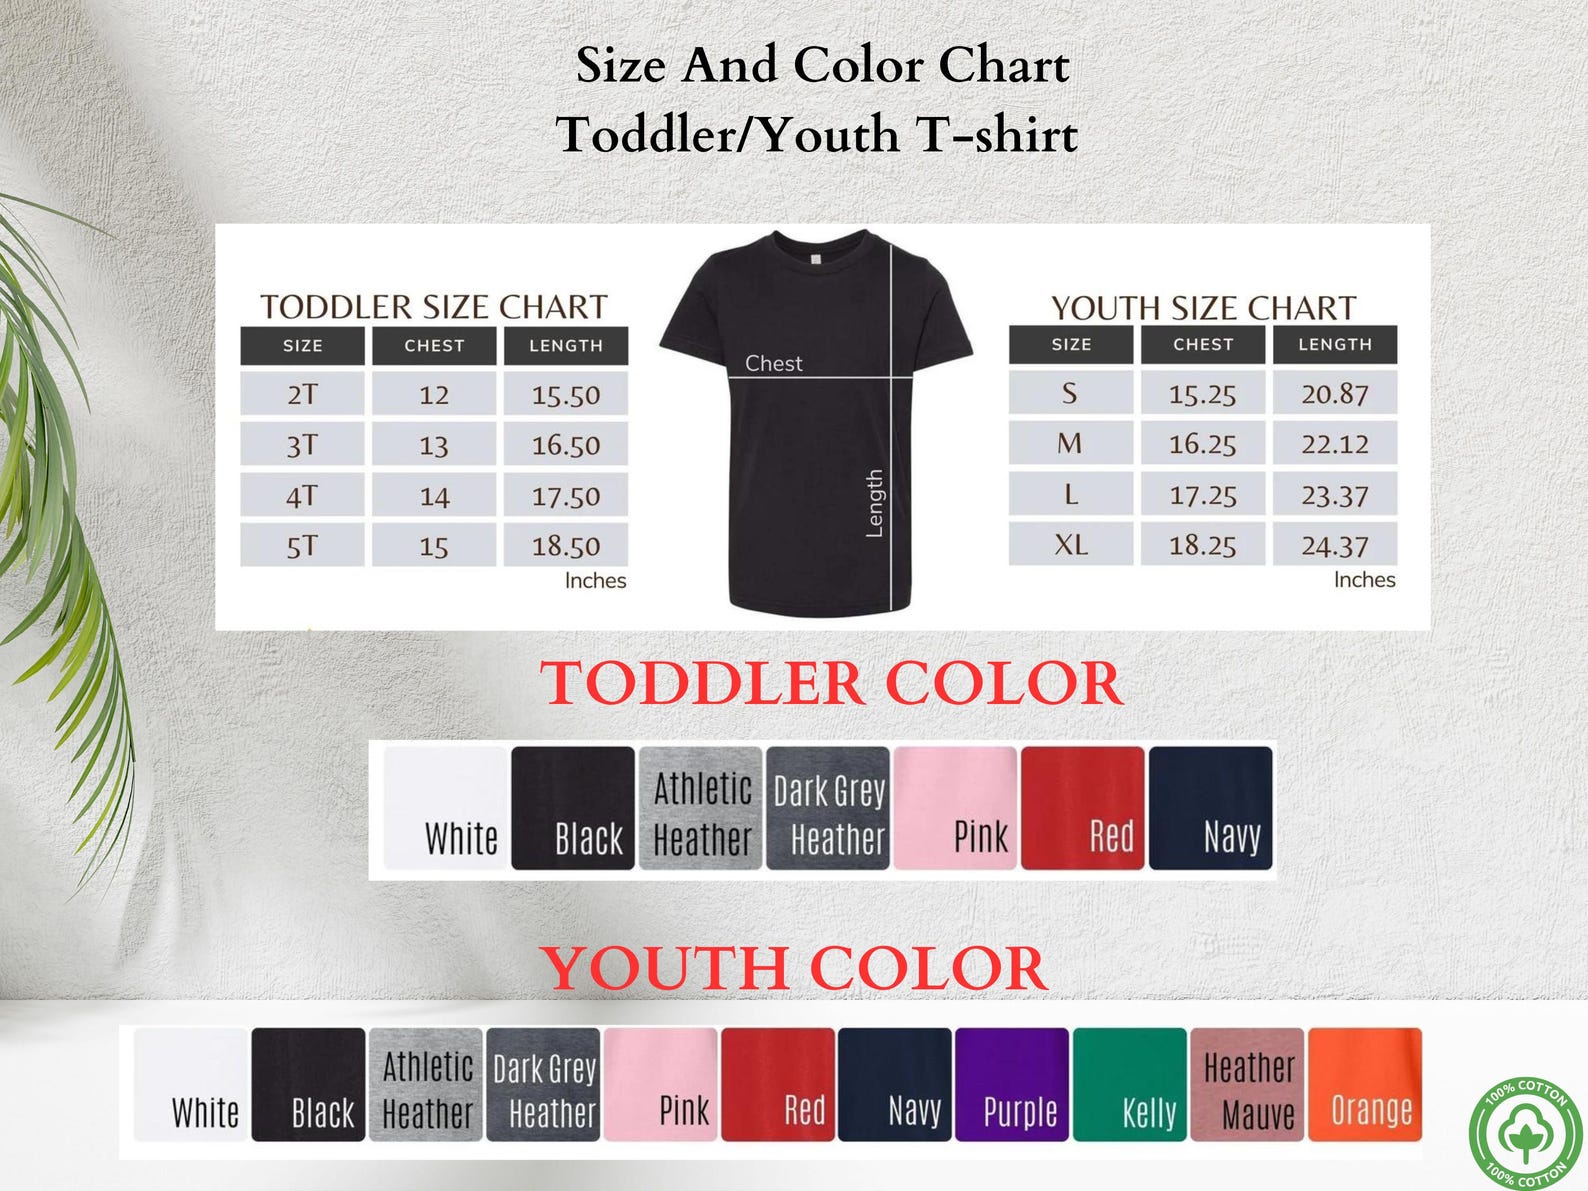 Size And Color Chart
Toddler/Youth T-shirt
TODDLER SIZE CHART
SIZE CHEST LENGTH
2T 12 15.50
3T 13 16.50
4T 14 17.50
5T 15 18.50
Inches
Chest
Length
YOUTH SIZE CHART
SIZE CHEST LENGTH
S 15.25 20.87
M 16.25 22.12
L 17.25 23.37
XL 18.25 24.37
Inches
TODDLER COLOR
White
Black
Athletic
Heather
Dark Grey
Heather
Pink
Red
Navy
YOUTH COLOR
White
Black
Athletic
Heather
Dark Grey
Heather
Pink
Red
Navy
Purple
Kelly
Heather
Mauve
Orange
100% COTTON
100% COTTON